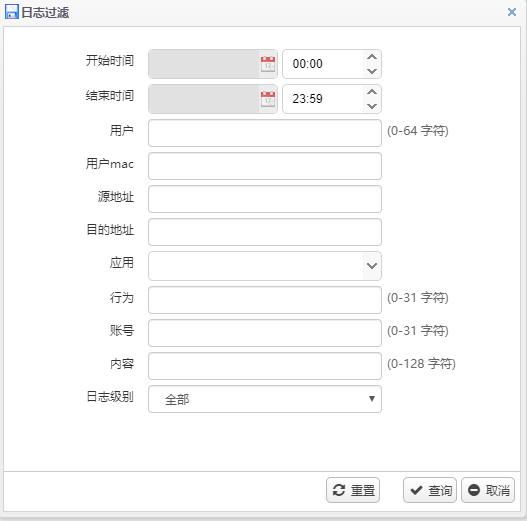 日志过滤
开始时间 00:00
结束时间 23:59
用户 (0-64 字符)
用户mac
源地址
目的地址
应用
行为 (0-31 字符)
账号 (0-31 字符)
内容 (0-128 字符)
日志级别 全部
重置 查询 取消